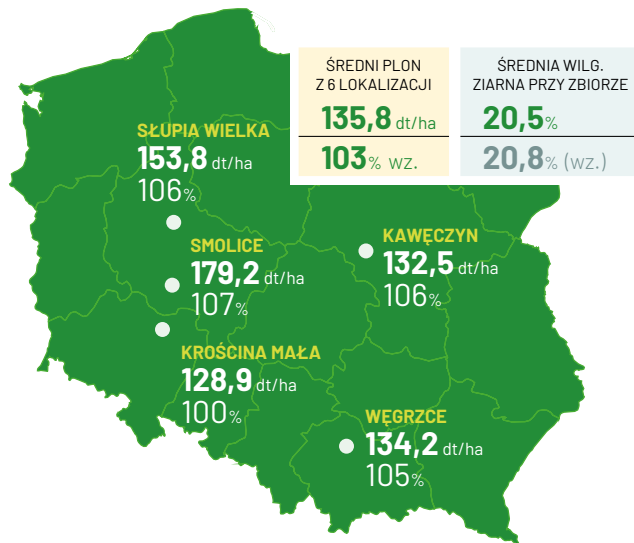 ŚREDNI PLON
Z 6 LOKALIZACJI
135,8 dt/ha
103% wz.
ŚREDNIA WILG.
ZIARNA PRZY ZBIORZE
20,5%
20,8% (wz.)
SŁUPIA WIELKA
153,8 dt/ha
106%
SMOLICE
179,2 dt/ha
107%
KAWĘCZYN
132,5 dt/ha
106%
KROŚCINA MAŁA
128,9 dt/ha
100%
WĘGRZCE
134,2 dt/ha
105%